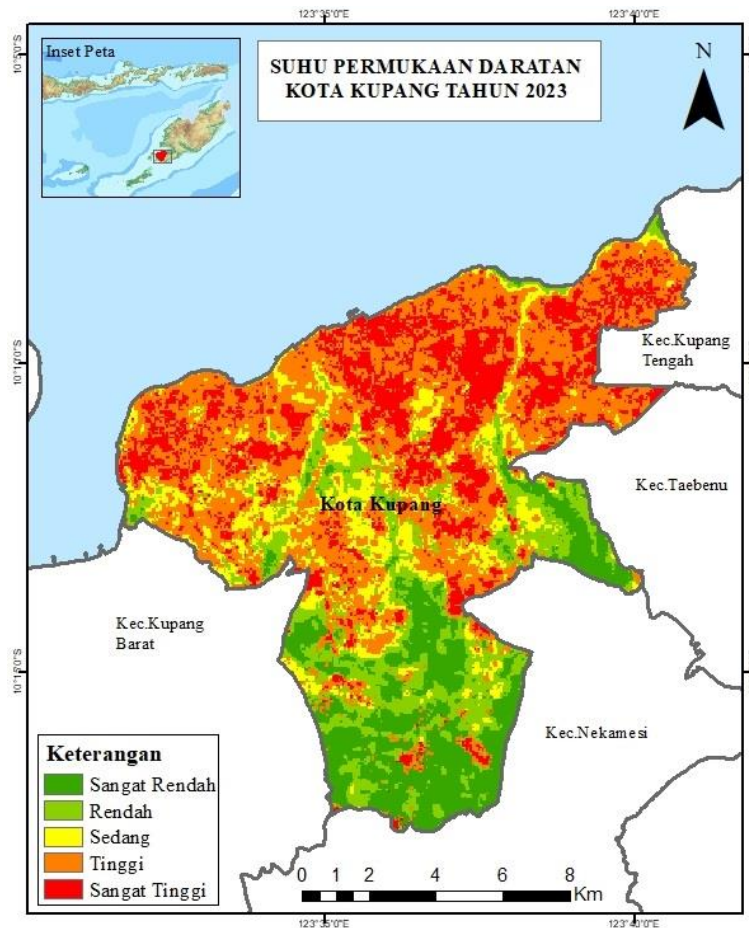 123°35'0"E
123°40'0"E
Inset Peta
SUHU PERMUKAAN DARATAN
KOTA KUPANG TAHUN 2023
N
10°5'0"S
10°10'0"S
Kec.Kupang
Tengah
Kec.Taebenu
Kota Kupang
Kec.Kupang
Barat
10°15'0"S
Kec.Nekamesi
Keterangan
Sangat Rendah
Rendah
Sedang
Tinggi
Sangat Tinggi
0 1 2 4 6 8
Km
123°35'0"E
123°40'0"E